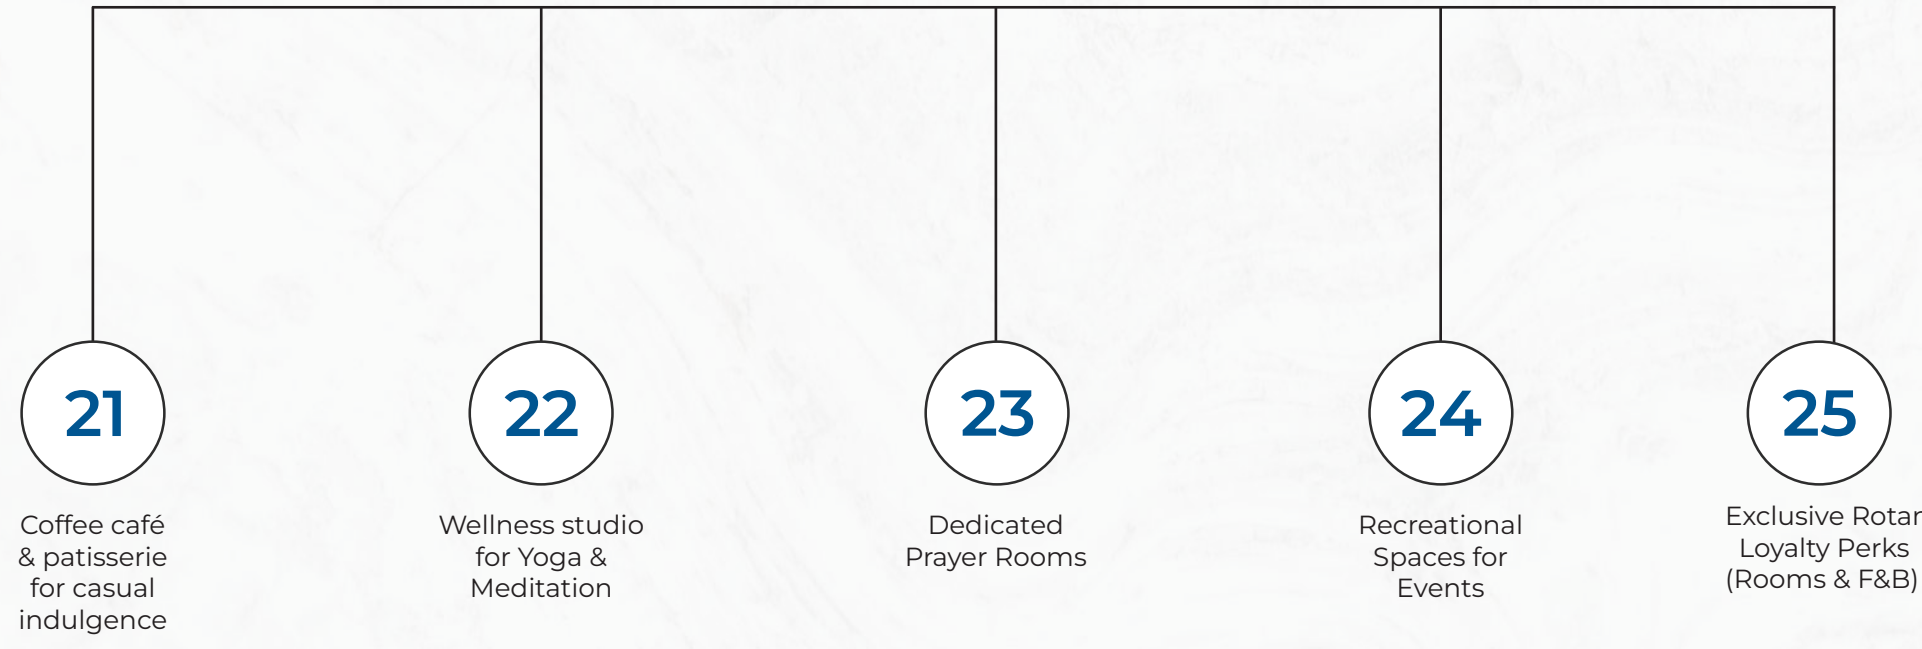 21
Coffee café
& patisserie
for casual
indulgence
22
Wellness studio
for Yoga &
Meditation
23
Dedicated
Prayer Rooms
24
Recreational
Spaces for
Events
25
Exclusive Rotar
Loyalty Perks
(Rooms & F&B)